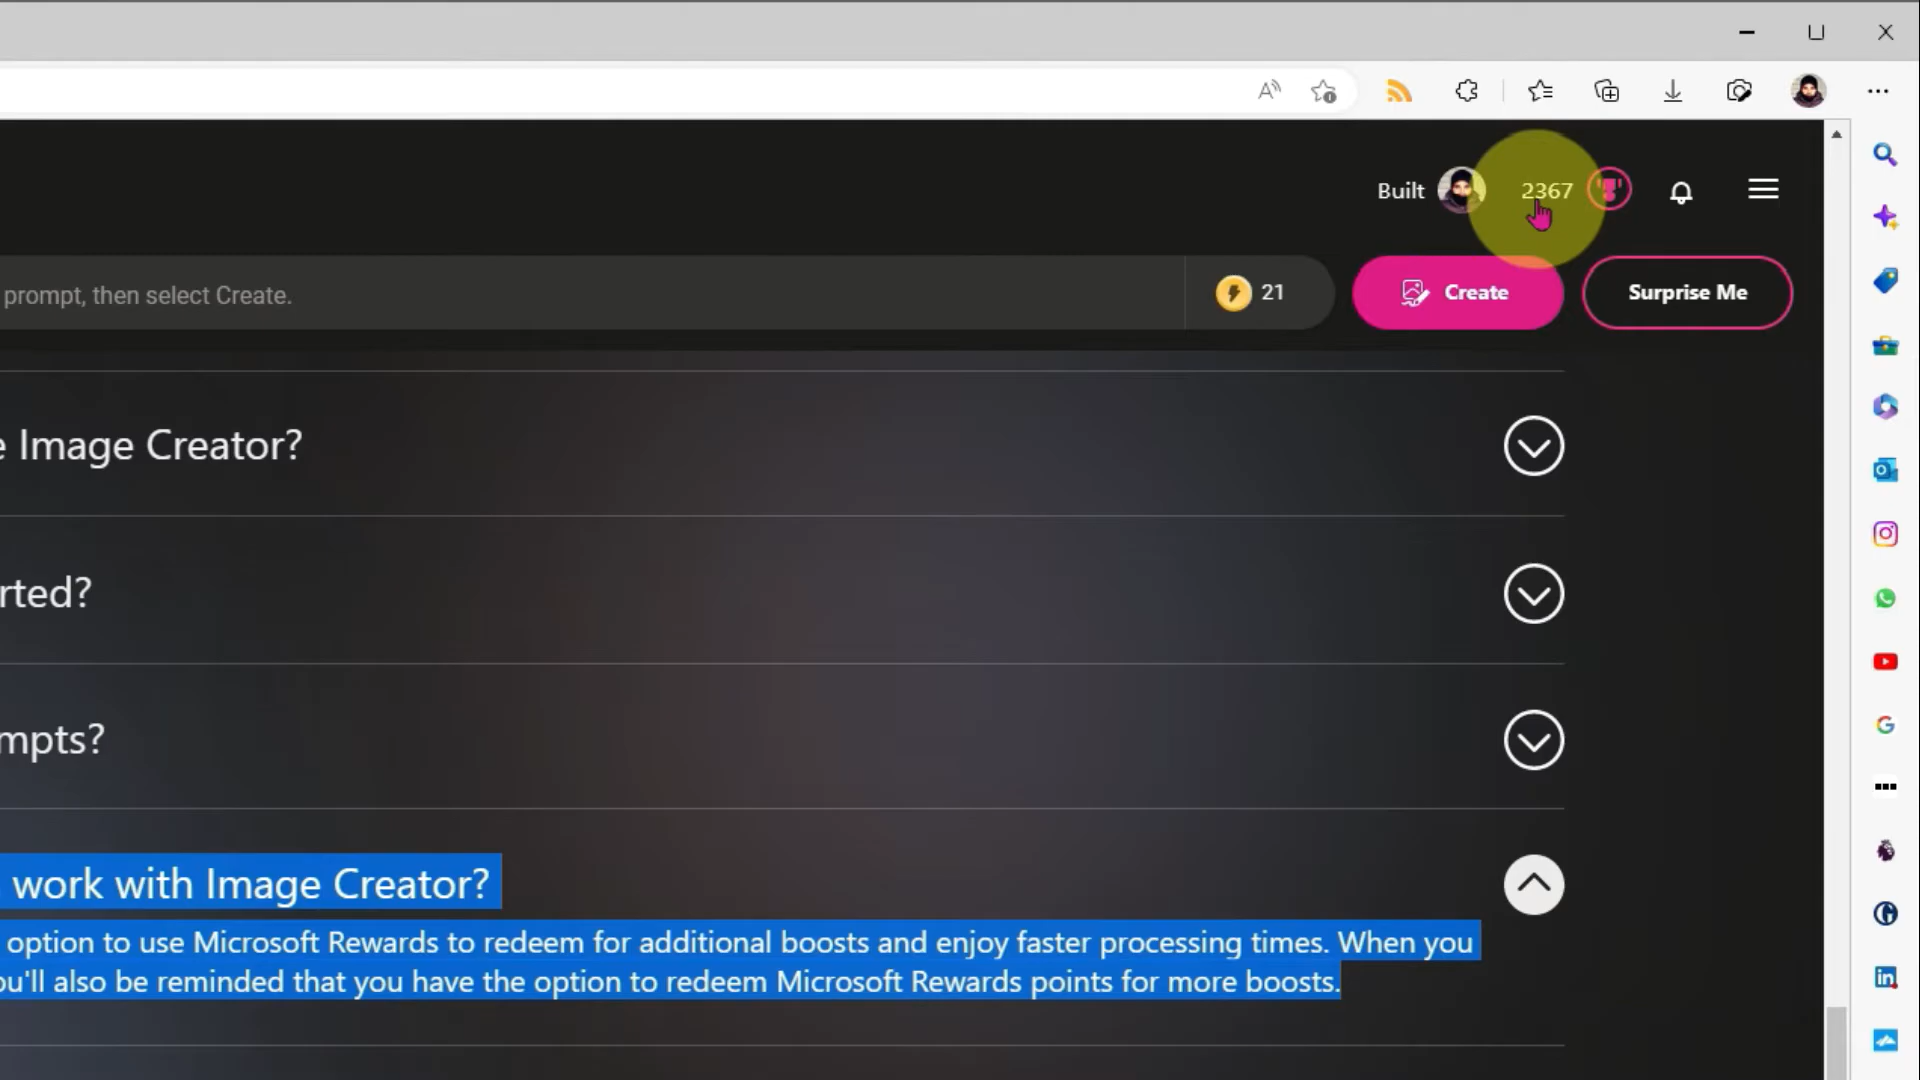 Built 2367
prompt, then select Create.
21
Create
Surprise Me
e Image Creator?
rted?
mpts?
work with Image Creator?
option to use Microsoft Rewards to redeem for additional boosts and enjoy faster processing times. When you
ou'll also be reminded that you have the option to redeem Microsoft Rewards points for more boosts.